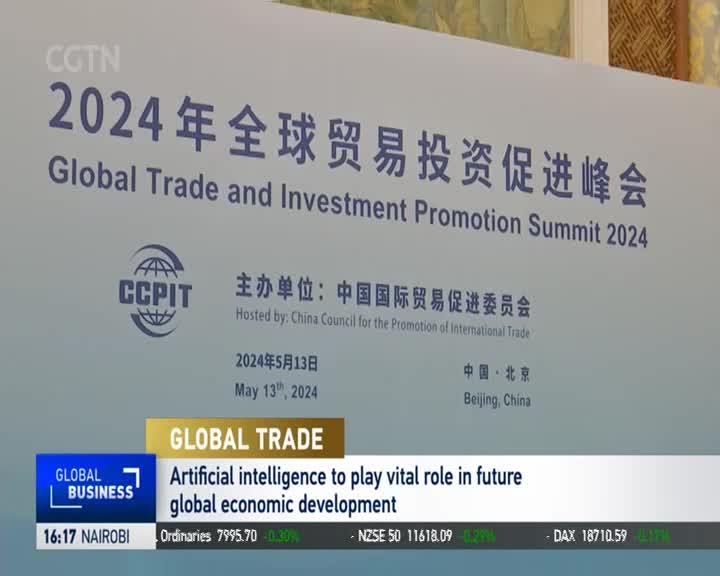 CGTN
2024年全球贸易投资促进峰会
Global Trade and Investment Promotion Summit 2024
CCPIT
主办单位：中国国际贸易促进委员会
Hosted by: China Council for the Promotion of International Trade
2024年5月13日
May 13th, 2024
中国·北京
Beijing, China
GLOBAL TRADE
GLOBAL BUSINESS
Artificial intelligence to play vital role in future
global economic development
16:17 NAIROBI
. Ordinaries 7995.70 -0.30% - NZSE 50 11618.09 -0.29% - DAX 18710.59 -0.17%